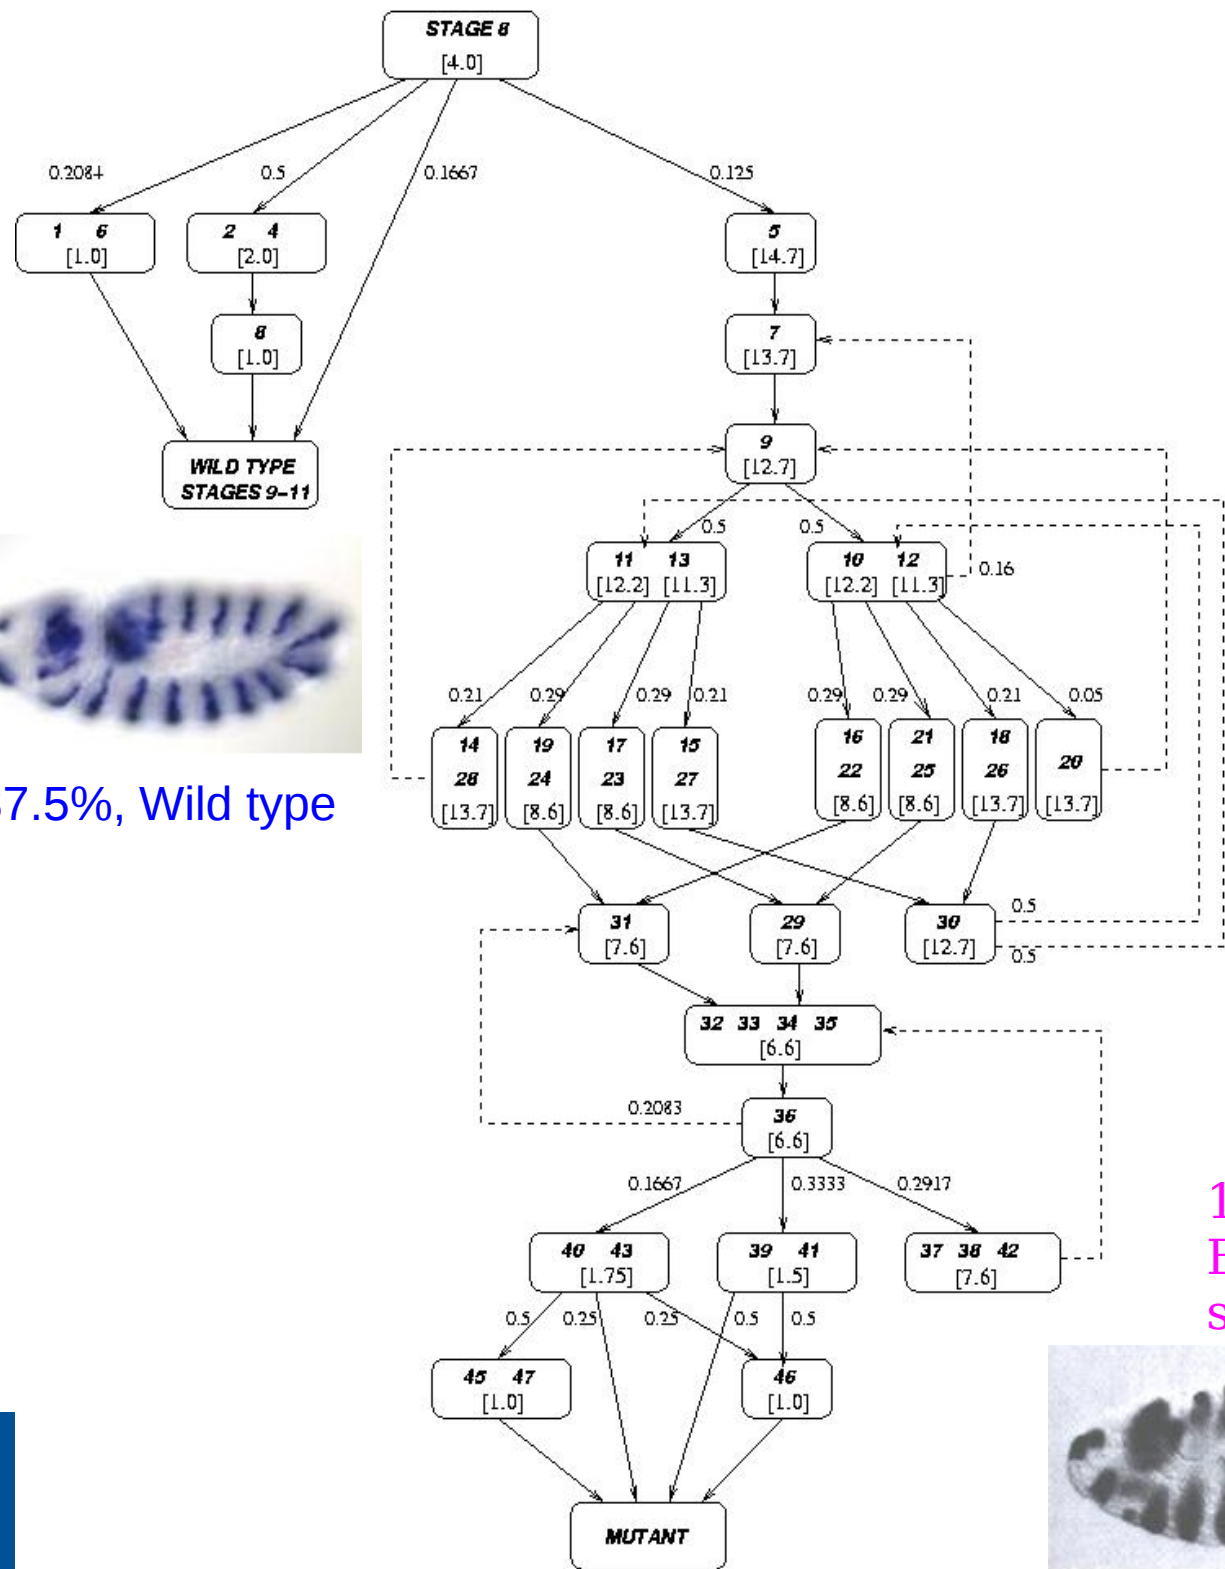 STAGE 8
[4.0]
0.2084 0.5 0.1667 0.125
1 6 2 4 5
[1.0] [2.0] [14.7]
8 7
[1.0] [13.7]
9
[12.7]
WILD TYPE
STAGES 9-11
0.5 0.5
11 13 10 12 0.16
[12.2] [11.3] [12.2] [11.3]
0.21 0.29 0.29 0.21 0.29 0.29 0.21 0.05
14 19 17 15 16 21 18 20
28 24 23 27 22 25 26
[13.7] [8.6] [8.6] [13.7] [8.6] [8.6] [13.7] [13.7]
7.5%, Wild type
31 29 30 0.5
[7.6] [7.6] [12.7] 0.5
32 33 34 35
[6.6]
0.2083 36
[6.6]
0.1667 0.3333 0.2917
40 43 39 41 37 38 42
[1.75] [1.5] [7.6]
1
0.5 0.25 0.25 0.5 0.5
s
45 47 46
[1.0] [1.0]
MUTANT